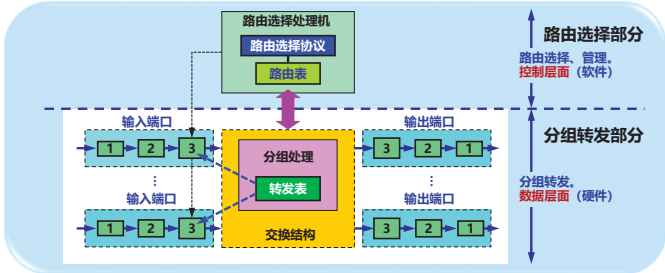 路由选择处理机
路由选择协议
路由表
路由选择部分
路由选择、管理。
控制层面（软件）
输入端口
1 2 3
⋮
输入端口
1 2 3
分组处理
转发表
交换结构
输出端口
3 2 1
⋮
输出端口
3 2 1
分组转发部分
分组转发。
数据层面（硬件）